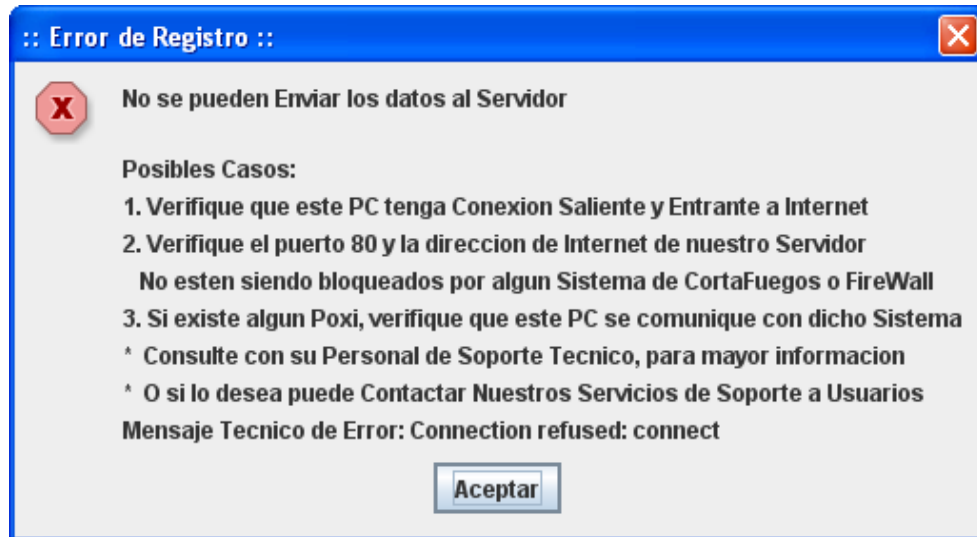 :: Error de Registro ::
No se pueden Enviar los datos al Servidor
Posibles Casos:
1. Verifique que este PC tenga Conexion Saliente y Entrante a Internet
2. Verifique el puerto 80 y la direccion de Internet de nuestro Servidor
No esten siendo bloqueados por algun Sistema de CortaFuegos o FireWall
3. Si existe algun Poxi, verifique que este PC se comunique con dicho Sistema
* Consulte con su Personal de Soporte Tecnico, para mayor informacion
* O si lo desea puede Contactar Nuestros Servicios de Soporte a Usuarios
Mensaje Tecnico de Error: Connection refused: connect
Aceptar